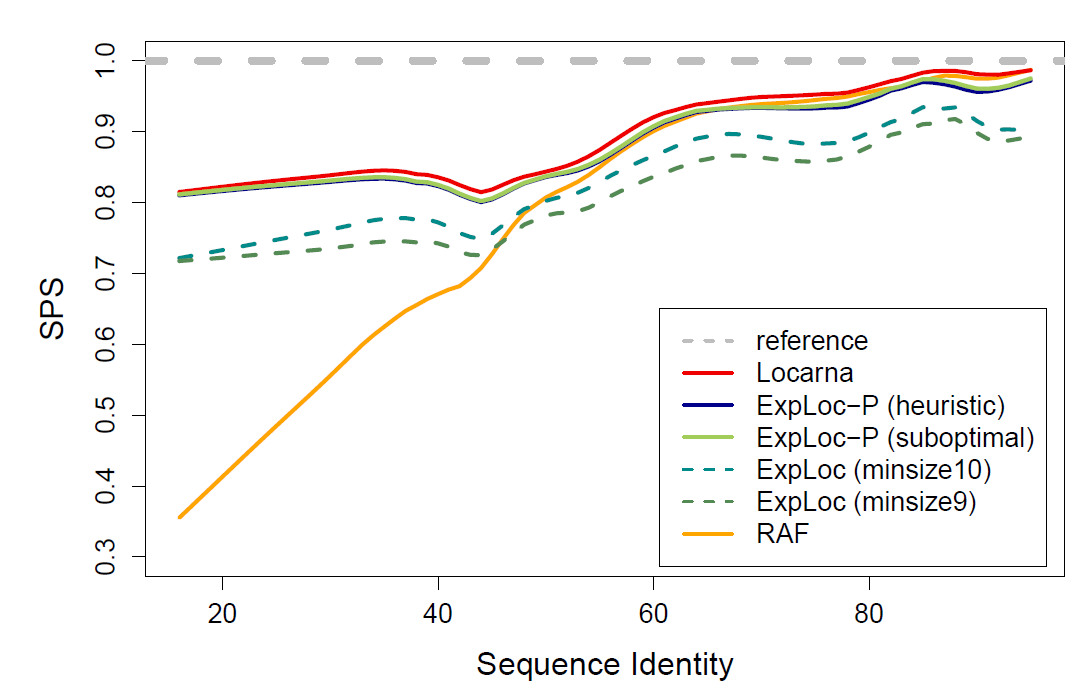 1.0
0.9
0.8
0.7
0.6
0.5
0.4
0.3
SPS
20 40 60 80
Sequence Identity
reference
Locarna
ExpLoc−P (heuristic)
ExpLoc−P (suboptimal)
ExpLoc (minsize10)
ExpLoc (minsize9)
RAF